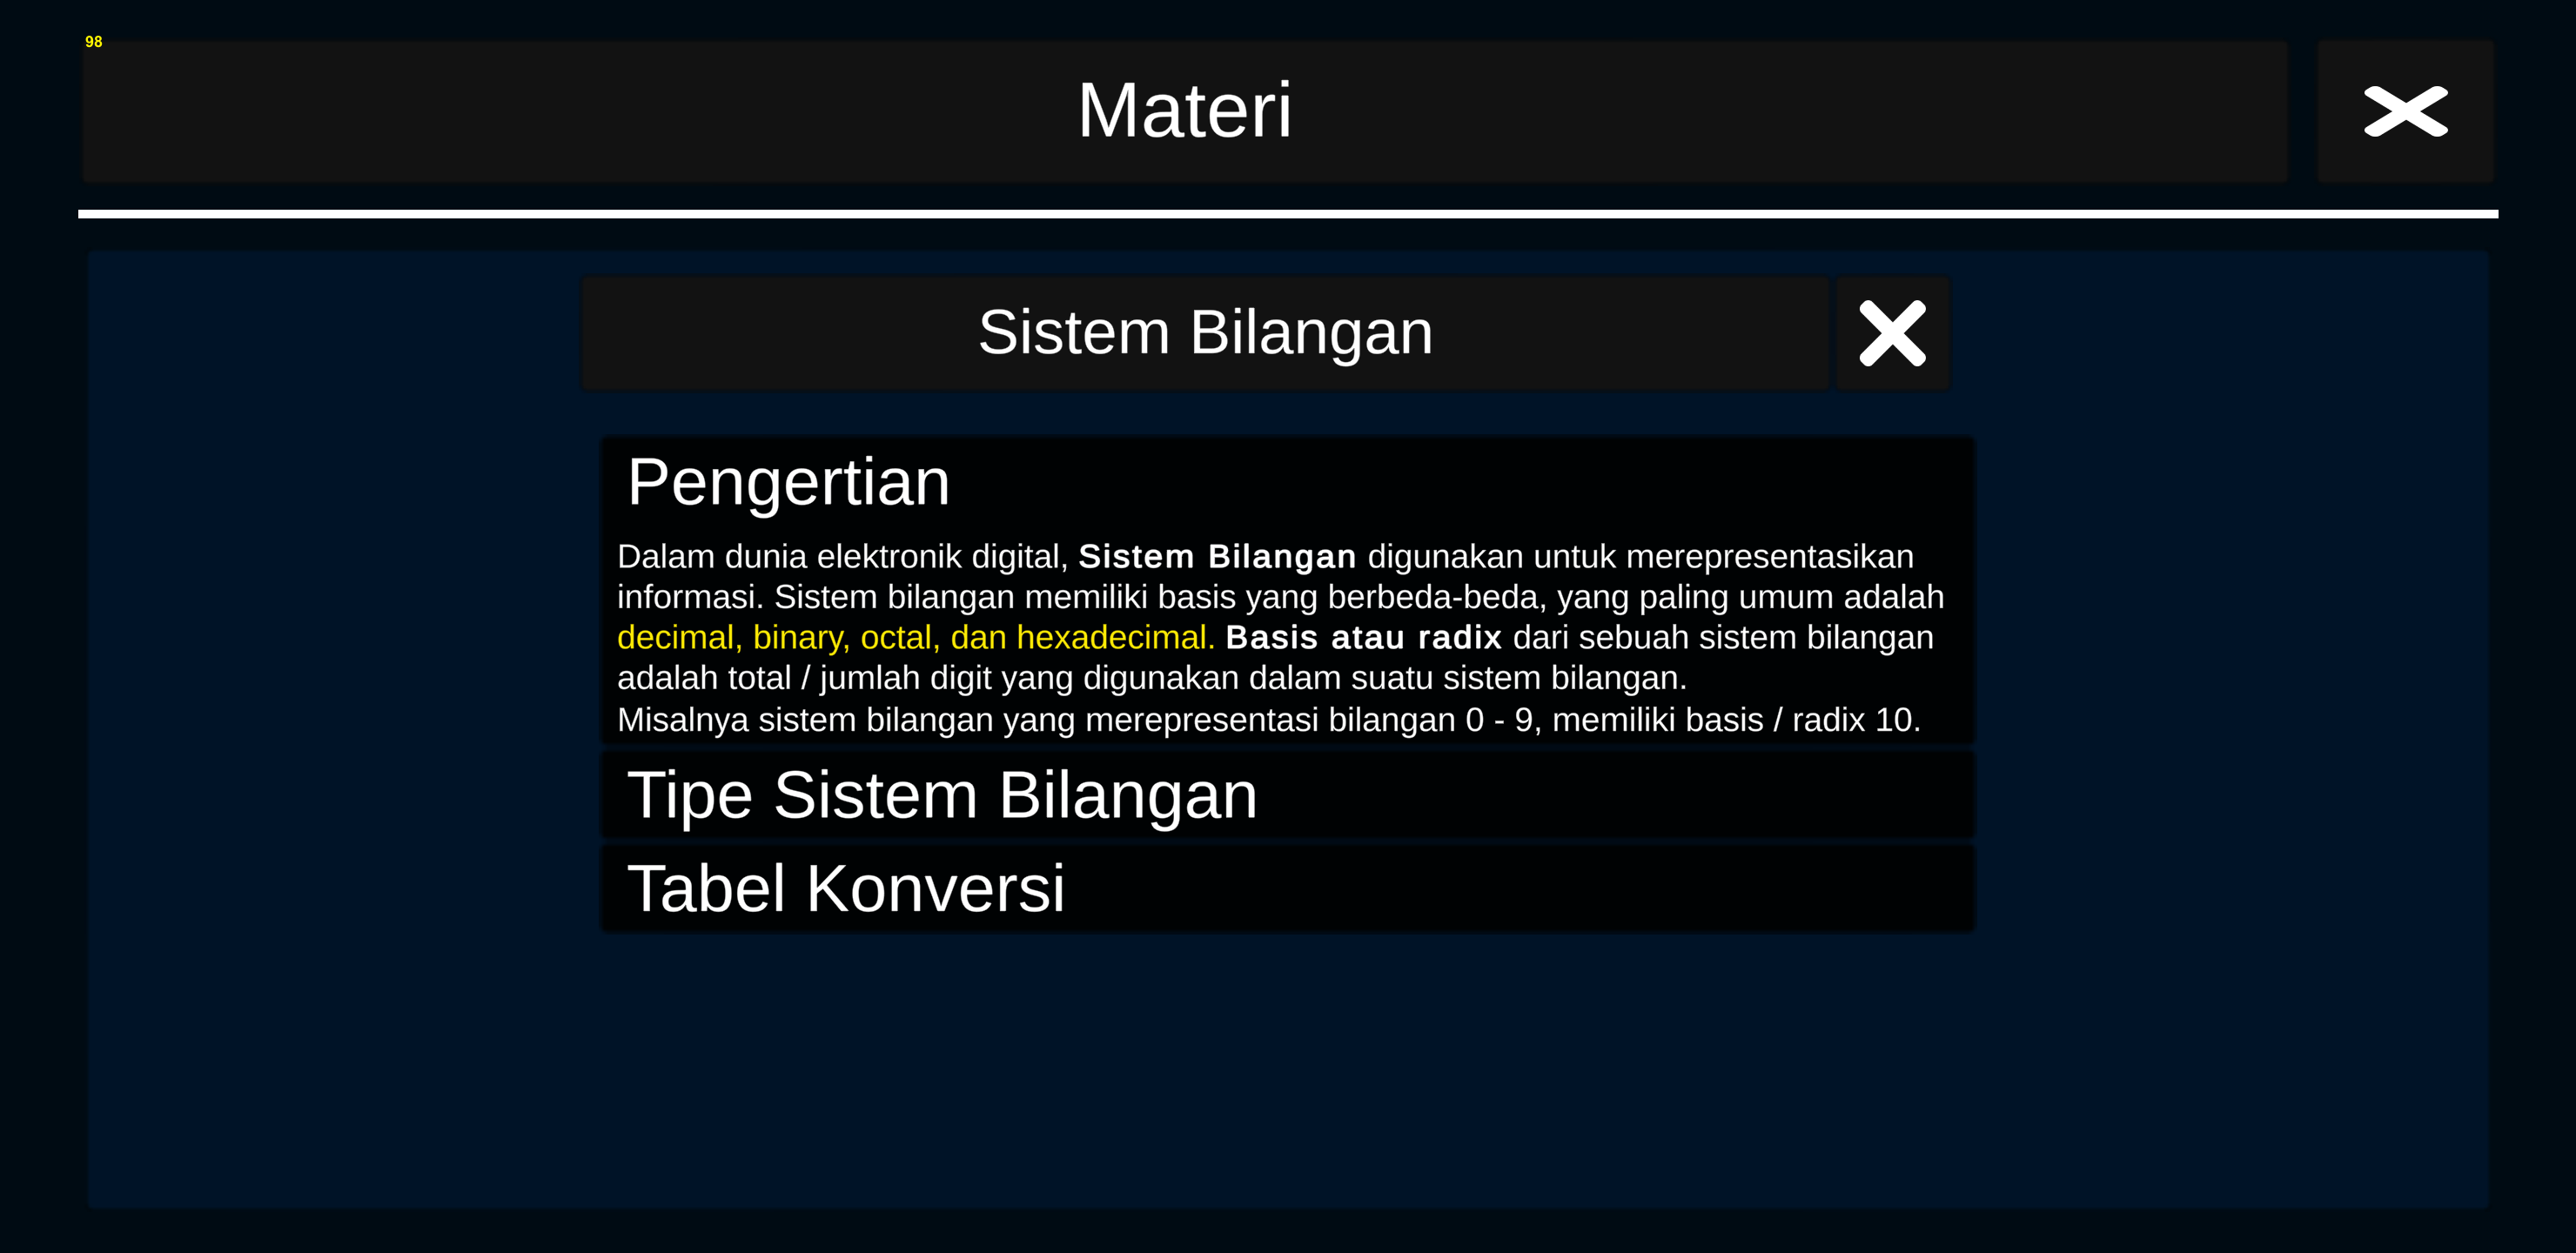 98
Materi
Sistem Bilangan
Pengertian
Dalam dunia elektronik digital, Sistem Bilangan digunakan untuk merepresentasikan
informasi. Sistem bilangan memiliki basis yang berbeda-beda, yang paling umum adalah
decimal, binary, octal, dan hexadecimal. Basis atau radix dari sebuah sistem bilangan
adalah total / jumlah digit yang digunakan dalam suatu sistem bilangan.
Misalnya sistem bilangan yang merepresentasi bilangan 0 - 9, memiliki basis / radix 10.
Tipe Sistem Bilangan
Tabel Konversi